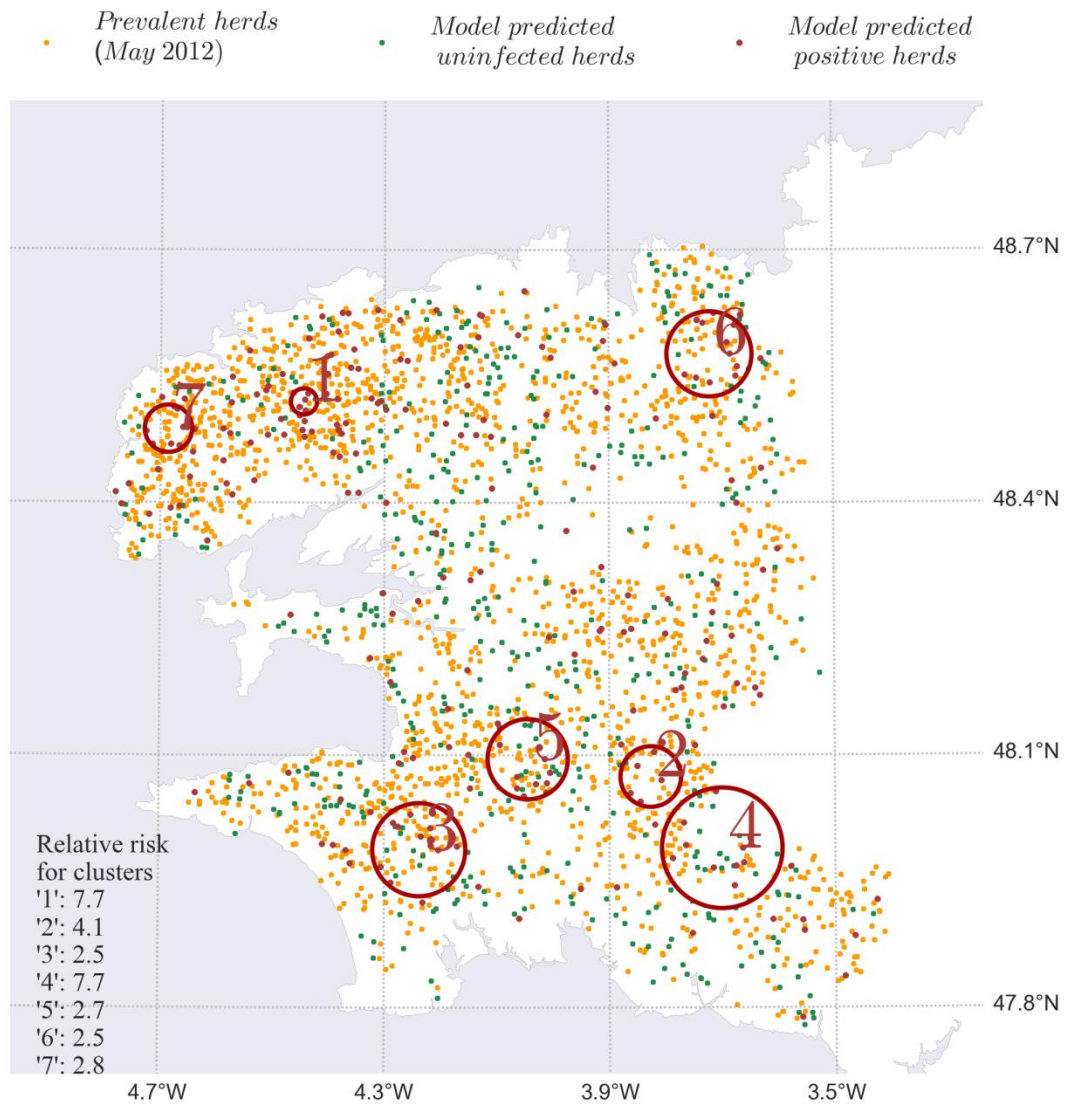 Prevalent herds
(May 2012)
Model predicted
uninfected herds
Model predicted
positive herds
48.7°N
6
1
7
48.4°N
5
2
48.1°N
3
4
Relative risk
for clusters
'1': 7.7
'2': 4.1
'3': 2.5
'4': 7.7
'5': 2.7
'6': 2.5
'7': 2.8
47.8°N
4.7°W
4.3°W
3.9°W
3.5°W